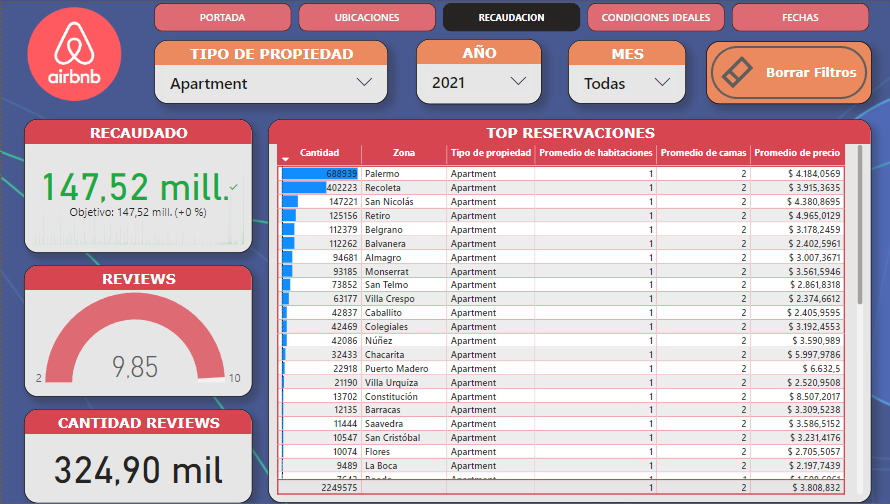 PORTADA
UBICACIONES
RECAUDACION
CONDICIONES IDEALES
FECHAS
airbnb
TIPO DE PROPIEDAD
Apartment
AÑO
2021
MES
Todas
Borrar Filtros
RECAUDADO
147,52 mill.
Objetivo: 147,52 mill. (+0 %)
REVIEWS
2 9,85 10
CANTIDAD REVIEWS
324,90 mil
TOP RESERVACIONES
Cantidad Zona Tipo de propiedad Promedio de habitaciones Promedio de camas Promedio de precio
688939 Palermo Apartment 1 2 $ 4.184,0569
402223 Recoleta Apartment 1 2 $ 3.915,3635
147221 San Nicolás Apartment 1 2 $ 4.380,8695
125156 Retiro Apartment 1 2 $ 4.965,0129
112379 Belgrano Apartment 1 2 $ 3.178,2459
112262 Balvanera Apartment 1 2 $ 2.402,5961
94681 Almagro Apartment 1 2 $ 3.007,3671
93185 Monserrat Apartment 1 2 $ 3.561,5946
73852 San Telmo Apartment 1 2 $ 2.861,8318
63177 Villa Crespo Apartment 1 2 $ 2.374,6612
42837 Caballito Apartment 1 2 $ 2.405,9595
42469 Colegiales Apartment 1 2 $ 3.192,4553
42086 Núñez Apartment 1 2 $ 3.590,989
32433 Chacarita Apartment 1 2 $ 5.997,9786
22918 Puerto Madero Apartment 1 2 $ 6.632,5
21190 Villa Urquiza Apartment 1 2 $ 2.520,9508
13702 Constitución Apartment 1 2 $ 8.507,2017
12135 Barracas Apartment 1 2 $ 3.309,5238
11444 Saavedra Apartment 1 2 $ 3.586,5152
10547 San Cristóbal Apartment 1 2 $ 3.231,4176
10074 Flores Apartment 1 2 $ 2.705,5057
9489 La Boca Apartment 1 2 $ 2.197,7439
2249575 1 2 $ 3.808,832